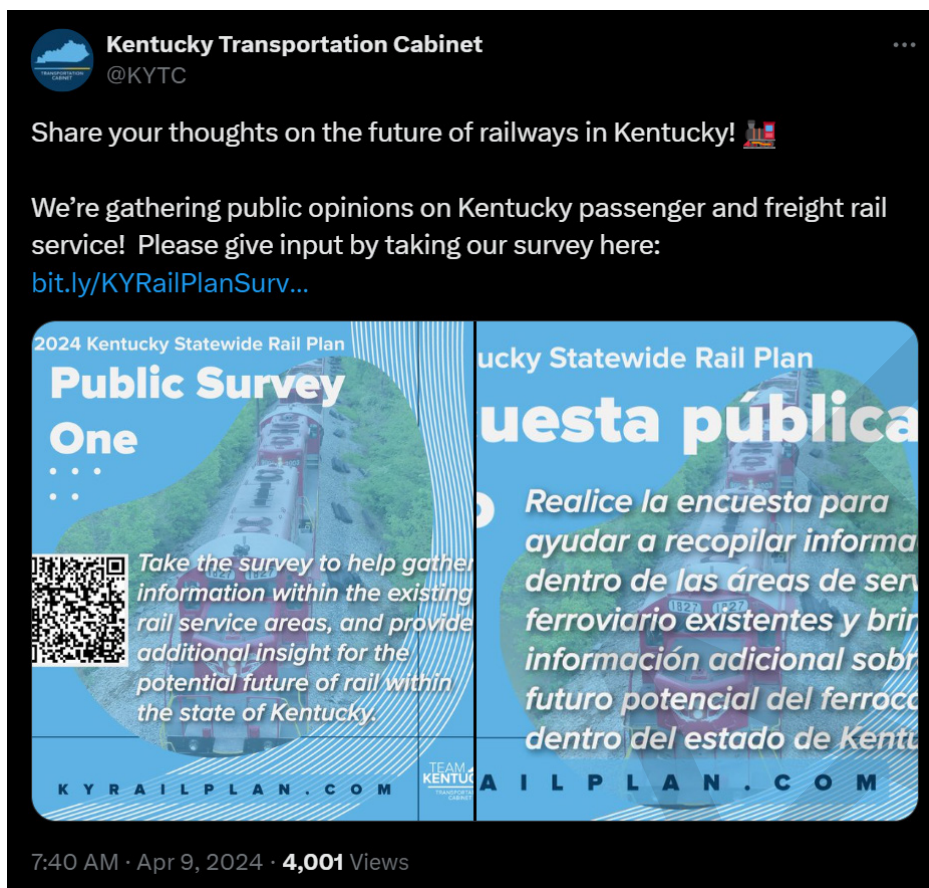 Kentucky Transportation Cabinet
@KYTC
Share your thoughts on the future of railways in Kentucky!
We're gathering public opinions on Kentucky passenger and freight rail
service! Please give input by taking our survey here:
bit.ly/KYRailPlanSurv...
2024 Kentucky Statewide Rail Plan
Public Survey
One
Take the survey to help gather
information within the existing
rail service areas, and provide
additional insight for the
potential future of rail within
the state of Kentucky.
KYRAILPLAN.COM
TEAM
KENTUC
TRANSPORTA
CABINET
ucky Statewide Rail Plan
uesta pública
o
Realice la encuesta para
ayudar a recopilar informa
dentro de las áreas de serv
ferroviario existentes y brin
información adicional sobr
futuro potencial del ferroca
dentro del estado de Kentu
AILPLAN.COM
7:40 AM · Apr 9, 2024 · 4,001 Views